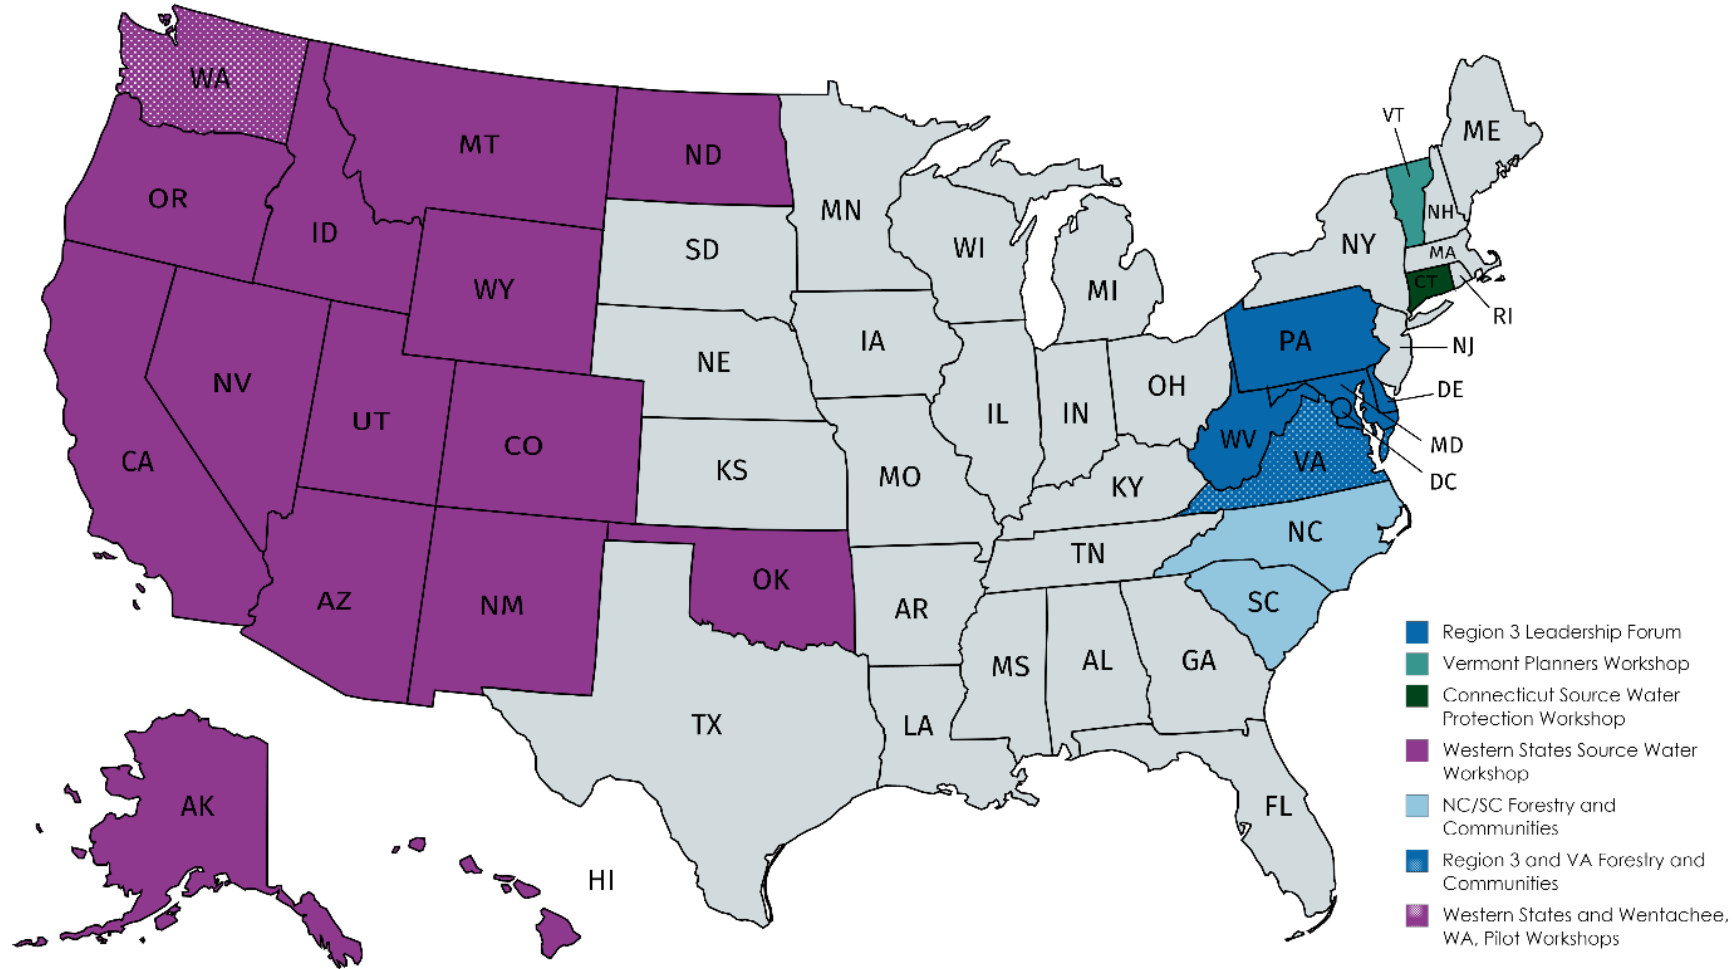 WA
MT
ND
OR
ID
MN
SD
WI
WY
MI
NY
VT
ME
NH
MA
CT
RI
NJ
PA
DE
MD
DC
NE
IA
NV
UT
CO
CA
KS
MO
IL
IN
OH
WV
VA
KY
NC
TN
SC
AZ
NM
OK
AR
MS
AL
GA
TX
LA
FL
AK
HI
Region 3 Leadership Forum
Vermont Planners Workshop
Connecticut Source Water
Protection Workshop
Western States Source Water
Workshop
NC/SC Forestry and
Communities
Region 3 and VA Forestry and
Communities
Western States and Wentachee,
WA, Pilot Workshops